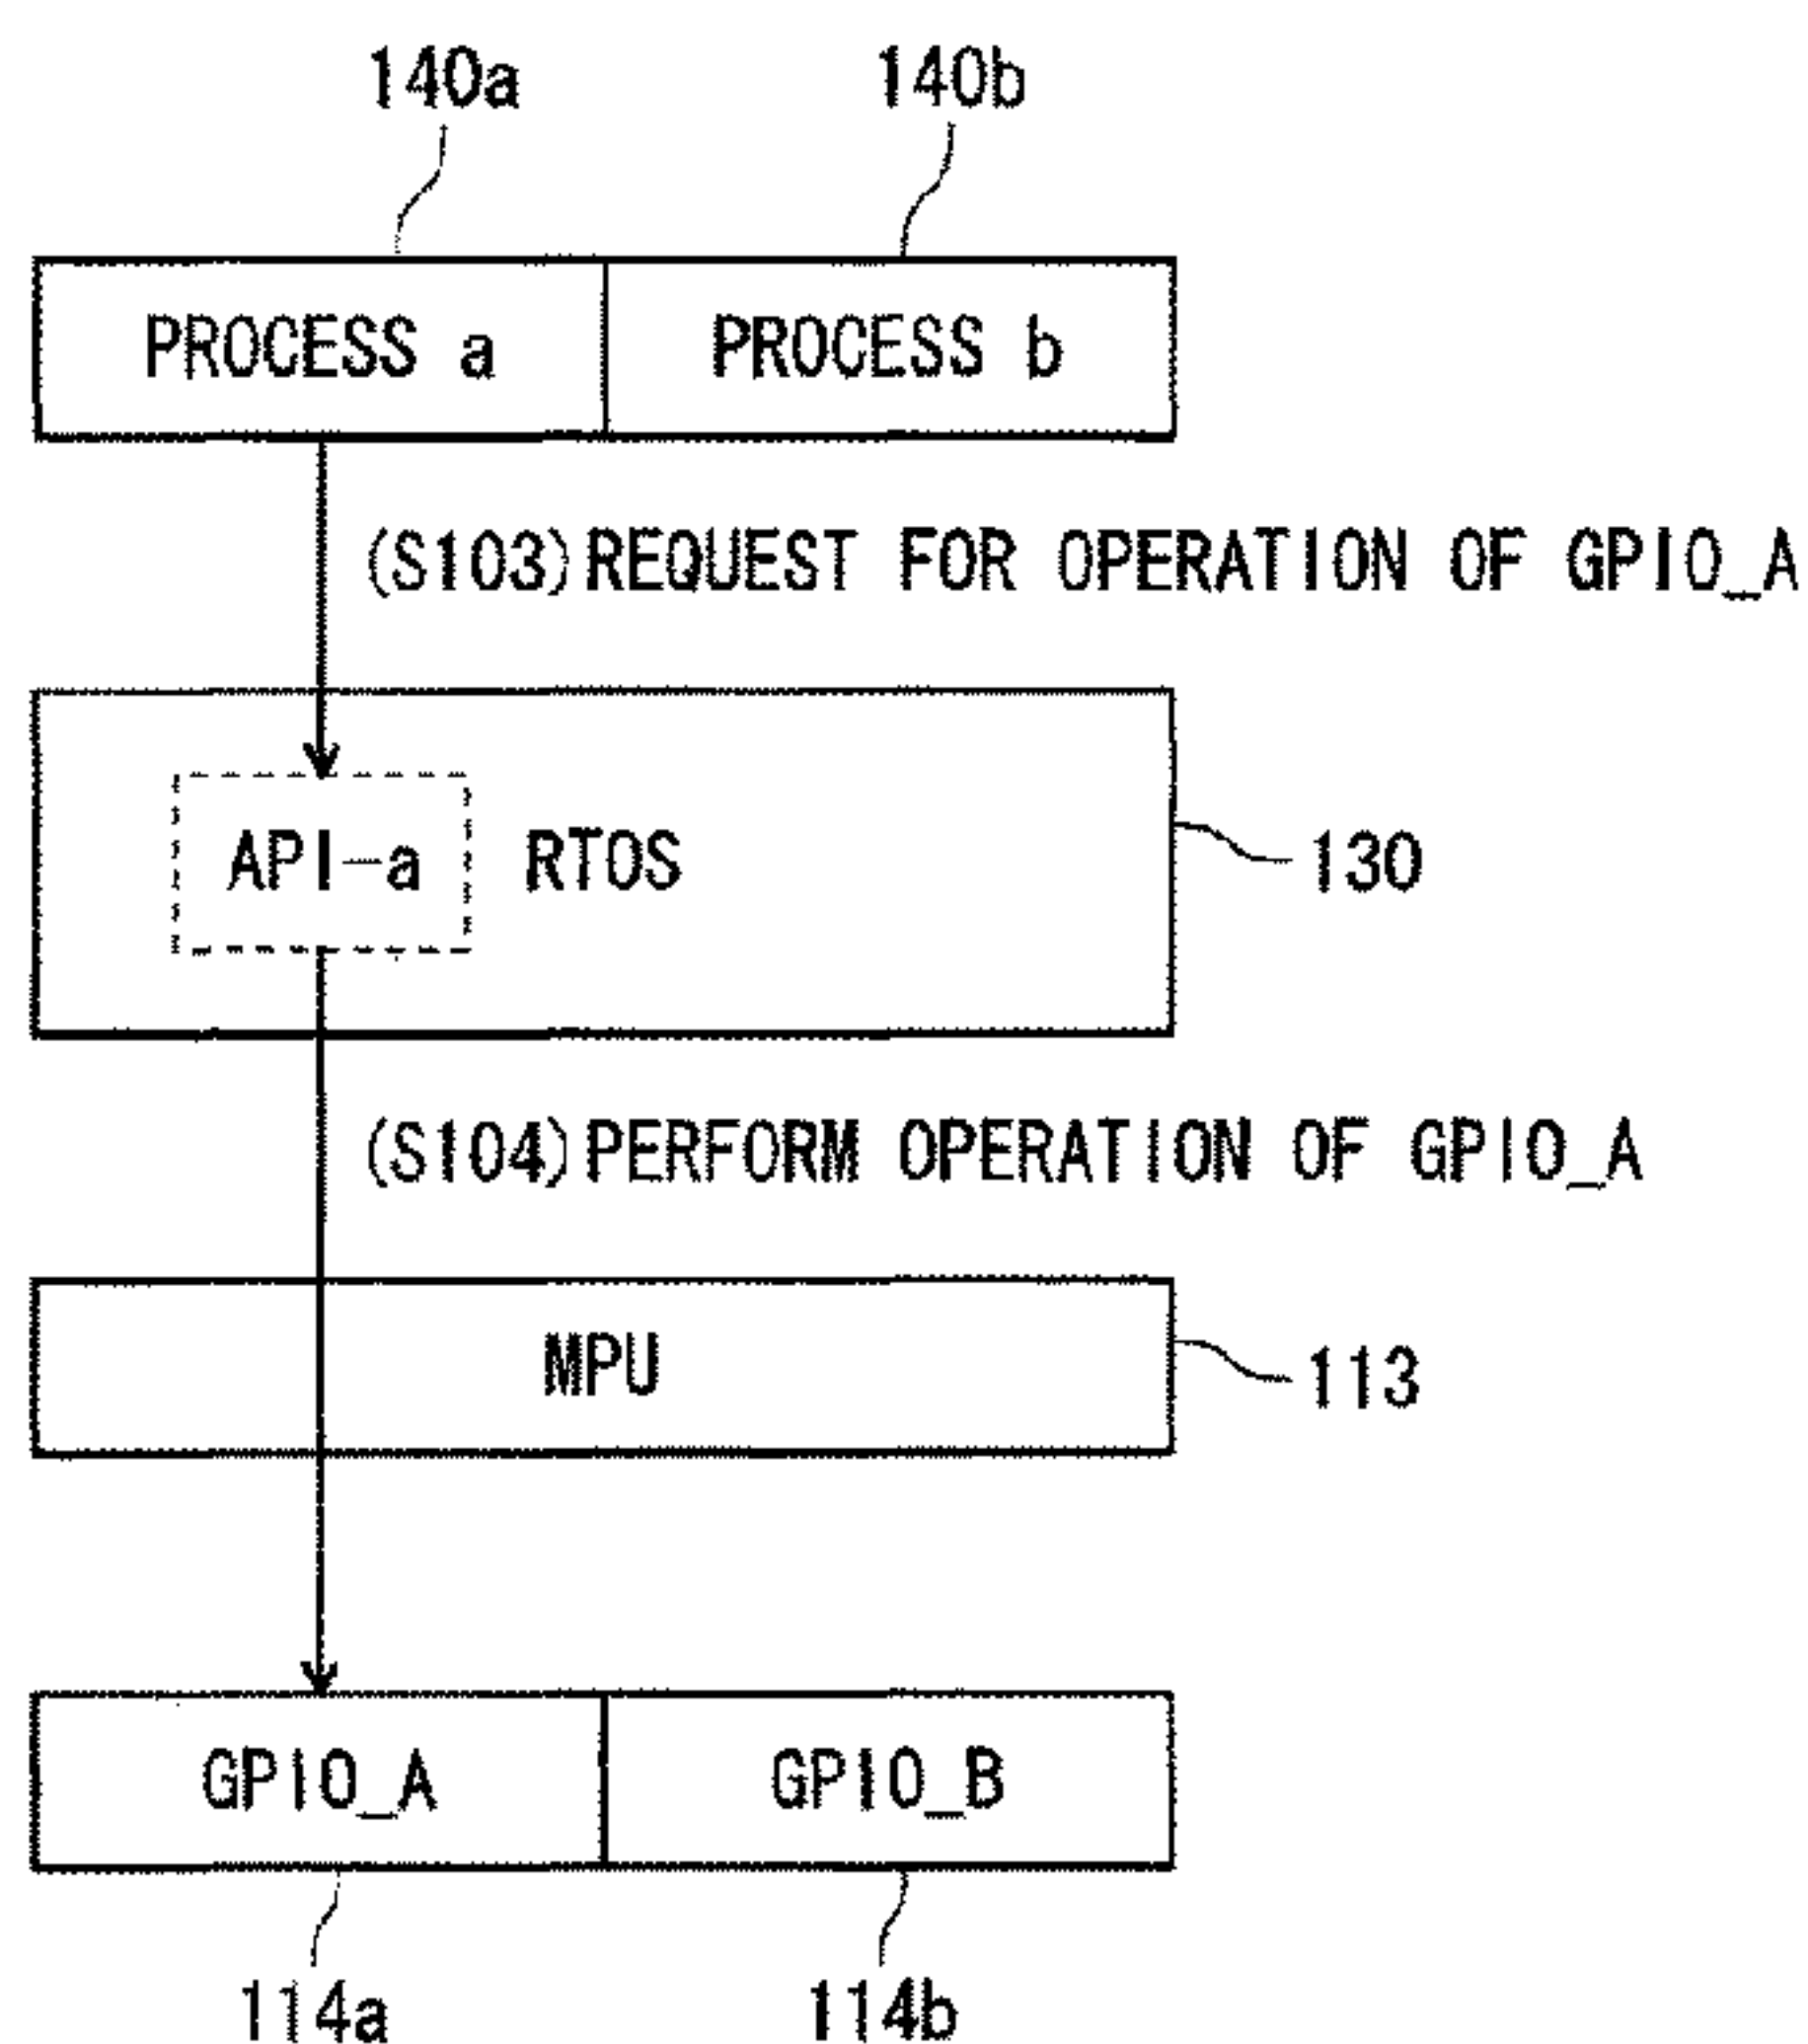 140a 140b
PROCESS a PROCESS b
(S103) REQUEST FOR OPERATION OF GPIO_A
API-a RTOS
130
(S104) PERFORM OPERATION OF GPIO_A
MPU
113
GPIO_A GPIO_B
114a 114b